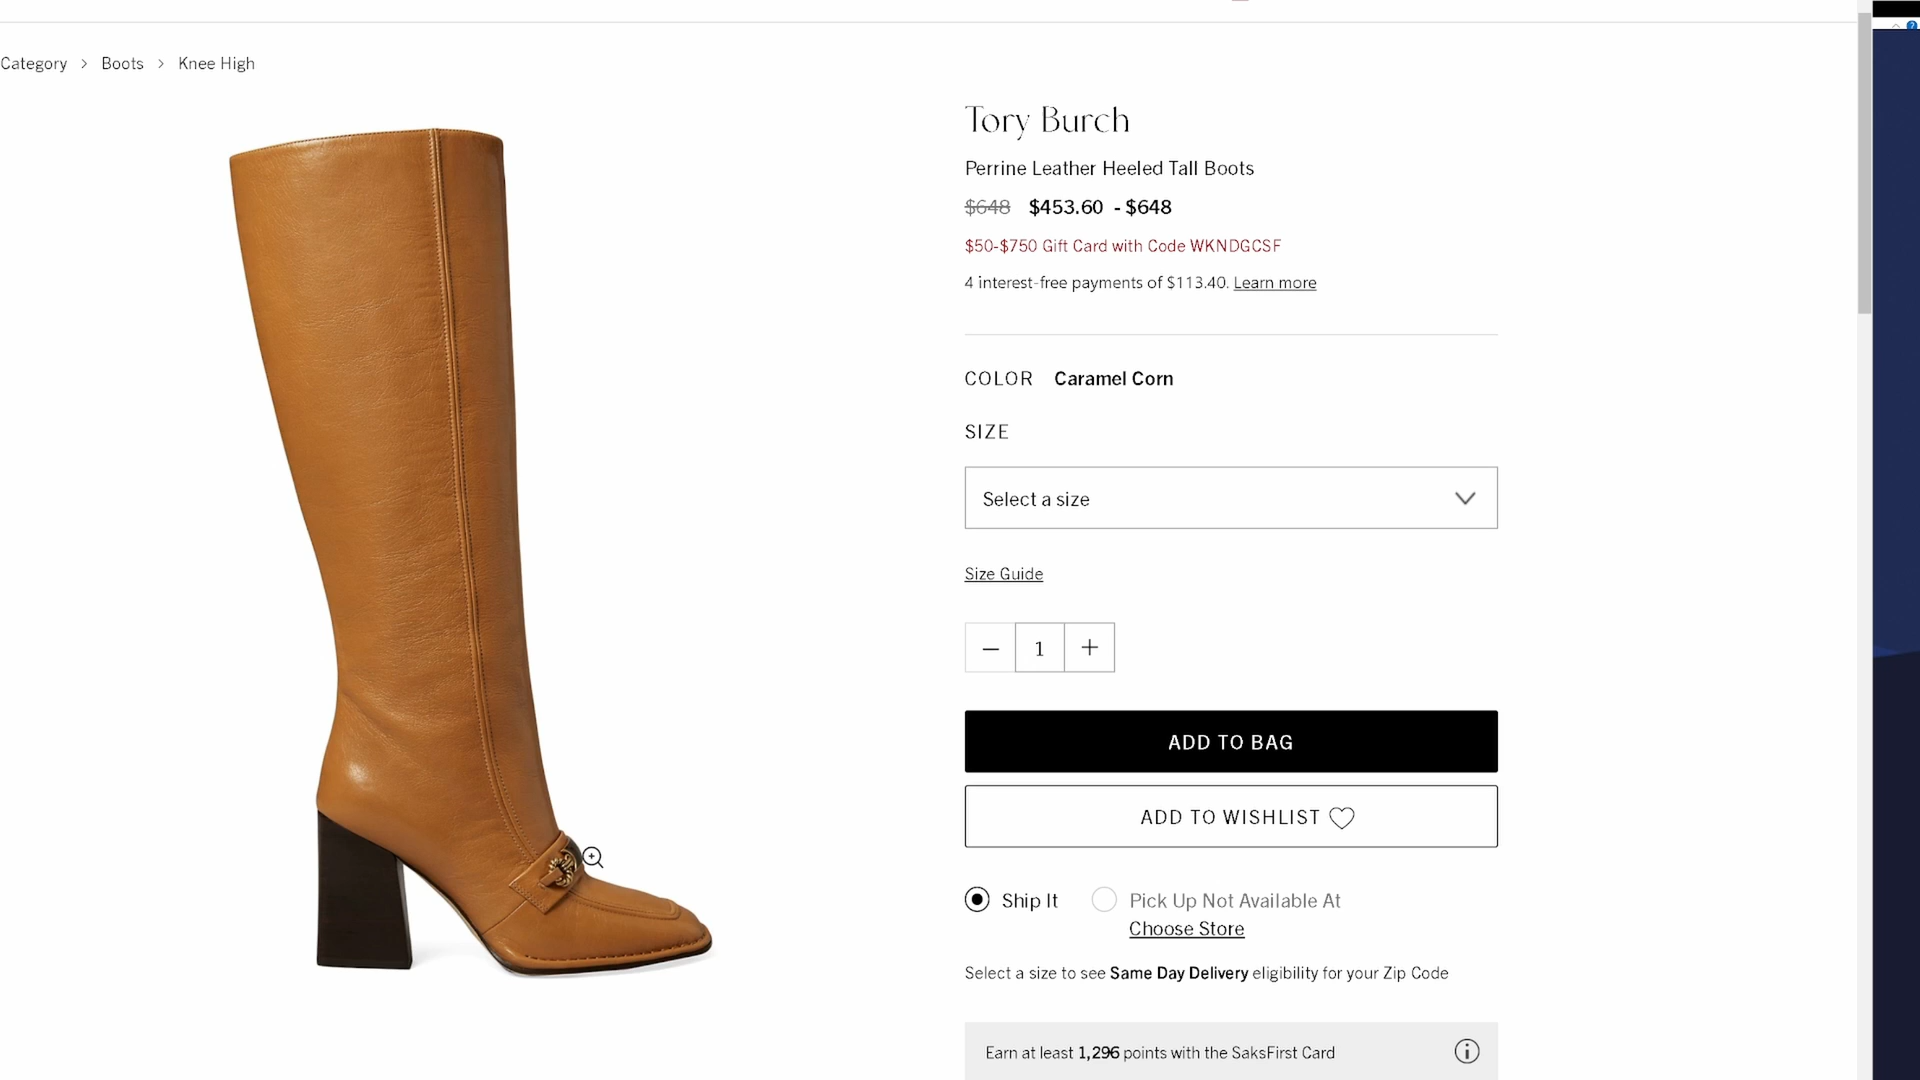 Category > Boots > Knee High
Tory Burch
Perrine Leather Heeled Tall Boots
$648 $453.60 - $648
$50-$750 Gift Card with Code WKNDGCSF
4 interest-free payments of $113.40. Learn more
COLOR Caramel Corn
SIZE
Select a size
Size Guide
— 1 +
ADD TO BAG
ADD TO WISHLIST
Ship It
Pick Up Not Available At
Choose Store
Select a size to see Same Day Delivery eligibility for your Zip Code
Earn at least 1,296 points with the SaksFirst Card